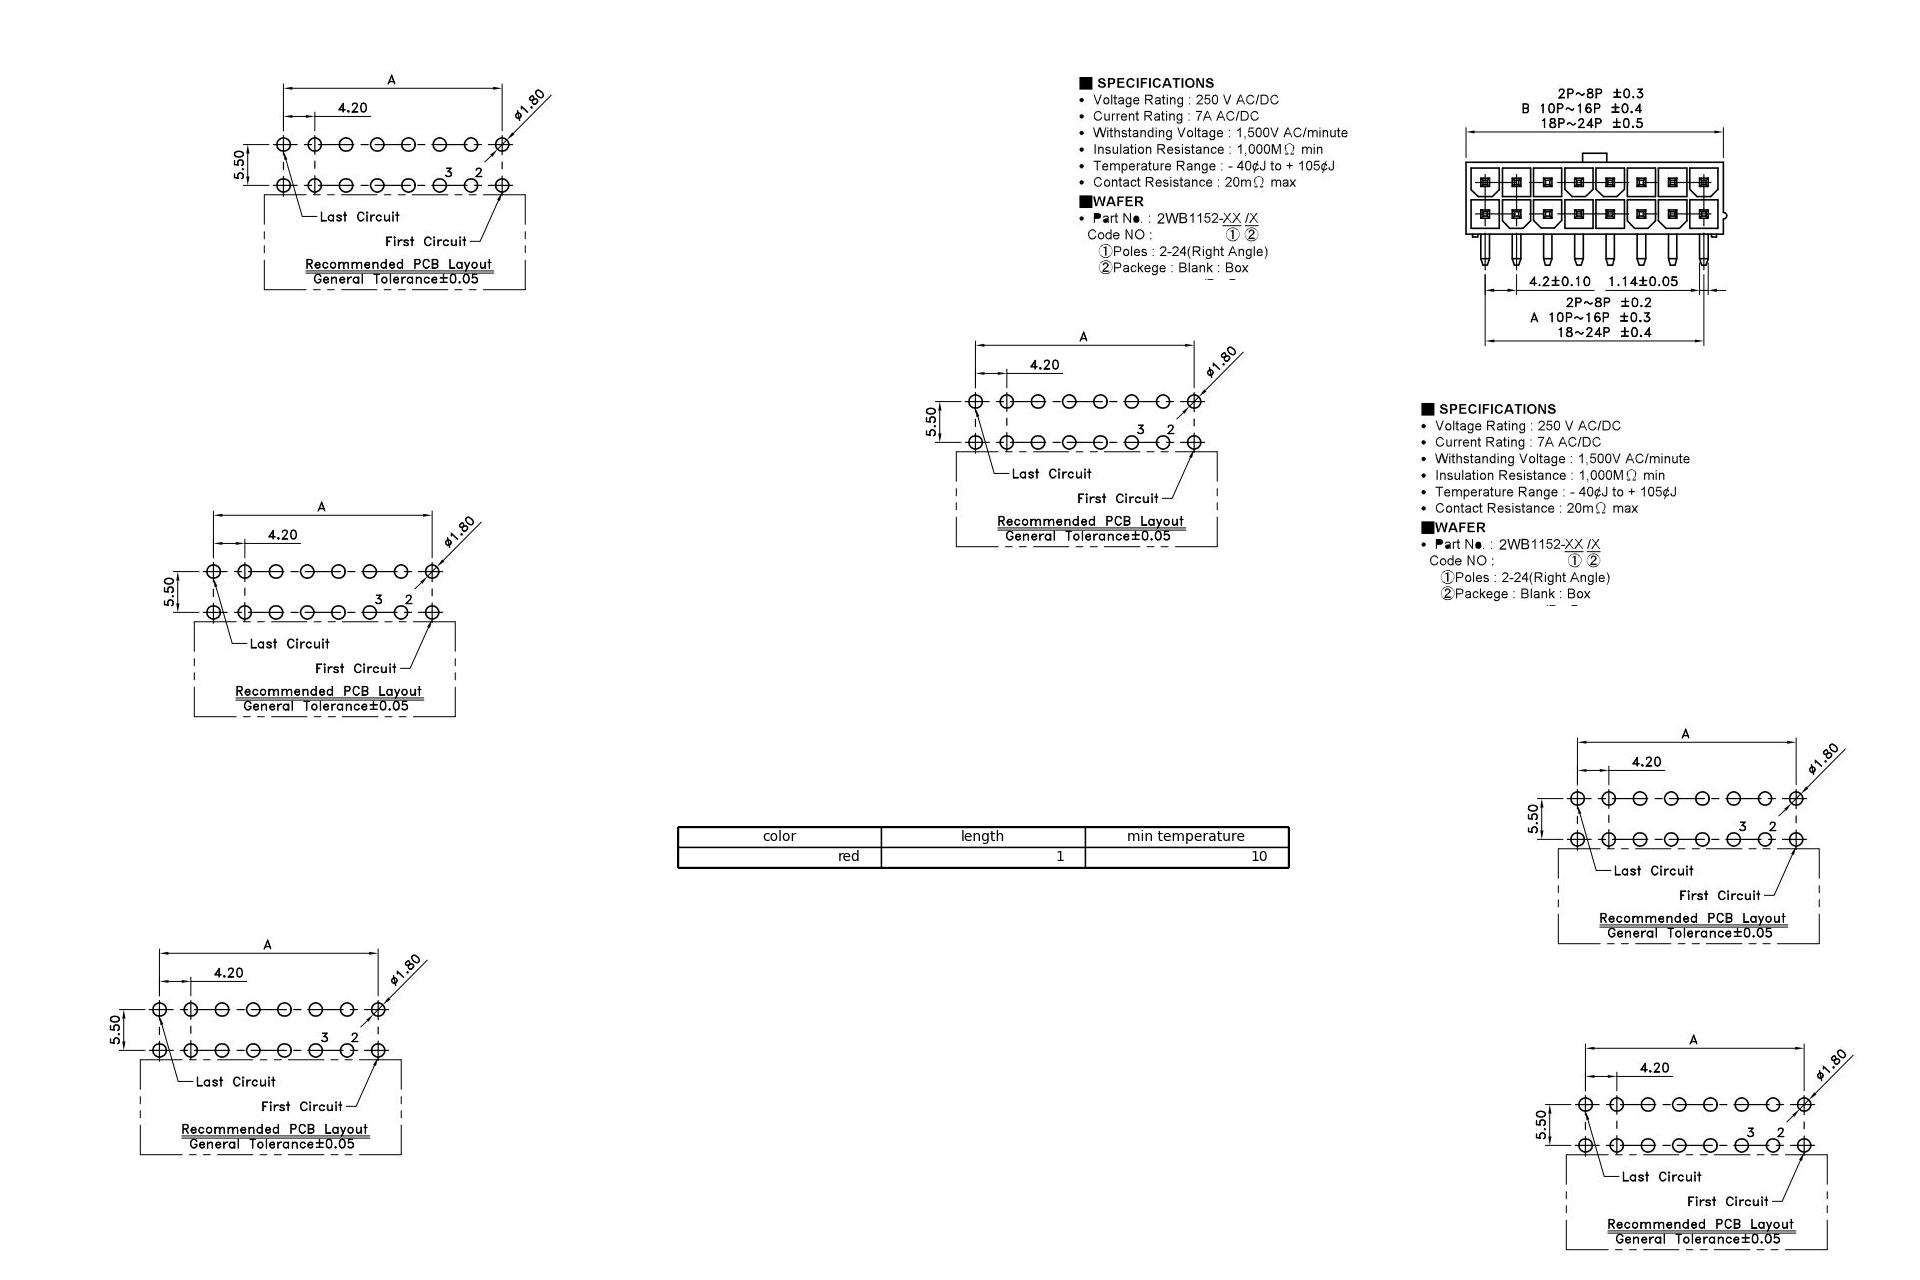 A
4.20
ø1.80
5.50
3
2
Last Circuit
First Circuit
Recommended PCB Layout
General Tolerance±0.05
SPECIFICATIONS
• Voltage Rating : 250 V AC/DC
• Current Rating : 7A AC/DC
• Withstanding Voltage : 1,500V AC/minute
• Insulation Resistance : 1,000MΩ min
• Temperature Range : - 40¢J to + 105¢J
• Contact Resistance : 20mΩ max
WAFER
• Part No. : 2WB1152-XX /X
Code NO : ① ②
①Poles : 2-24(Right Angle)
②Packege : Blank : Box
2P~8P ±0.3
B 10P~16P ±0.4
18P~24P ±0.5
4.2±0.10 1.14±0.05
2P~8P ±0.2
A 10P~16P ±0.3
18~24P ±0.4
A
4.20
ø1.80
5.50
3
2
Last Circuit
First Circuit
Recommended PCB Layout
General Tolerance±0.05
SPECIFICATIONS
• Voltage Rating : 250 V AC/DC
• Current Rating : 7A AC/DC
• Withstanding Voltage : 1,500V AC/minute
• Insulation Resistance : 1,000MΩ min
• Temperature Range : - 40¢J to + 105¢J
• Contact Resistance : 20mΩ max
WAFER
• Part No. : 2WB1152-XX /X
Code NO : ① ②
①Poles : 2-24(Right Angle)
②Packege : Blank : Box
A
4.20
ø1.80
5.50
3
2
Last Circuit
First Circuit
Recommended PCB Layout
General Tolerance±0.05
A
4.20
ø1.80
5.50
3
2
Last Circuit
First Circuit
Recommended PCB Layout
General Tolerance±0.05
color length min temperature
red 1 10
A
4.20
ø1.80
5.50
3
2
Last Circuit
First Circuit
Recommended PCB Layout
General Tolerance±0.05
A
4.20
ø1.80
5.50
3
2
Last Circuit
First Circuit
Recommended PCB Layout
General Tolerance±0.05